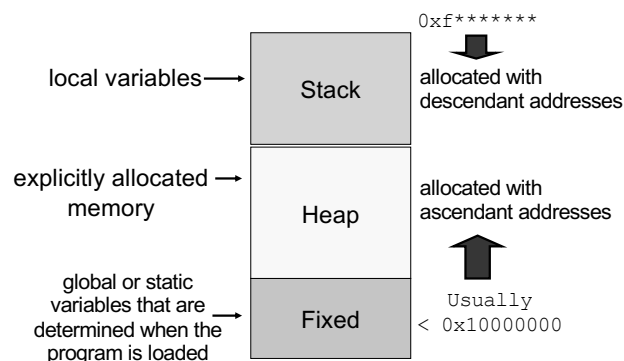 0xf*******
local variables
Stack
allocated with
descendant addresses
explicitly allocated
memory
Heap
allocated with
ascendant addresses
global or static
variables that are
determined when the
program is loaded
Fixed
Usually
< 0x10000000